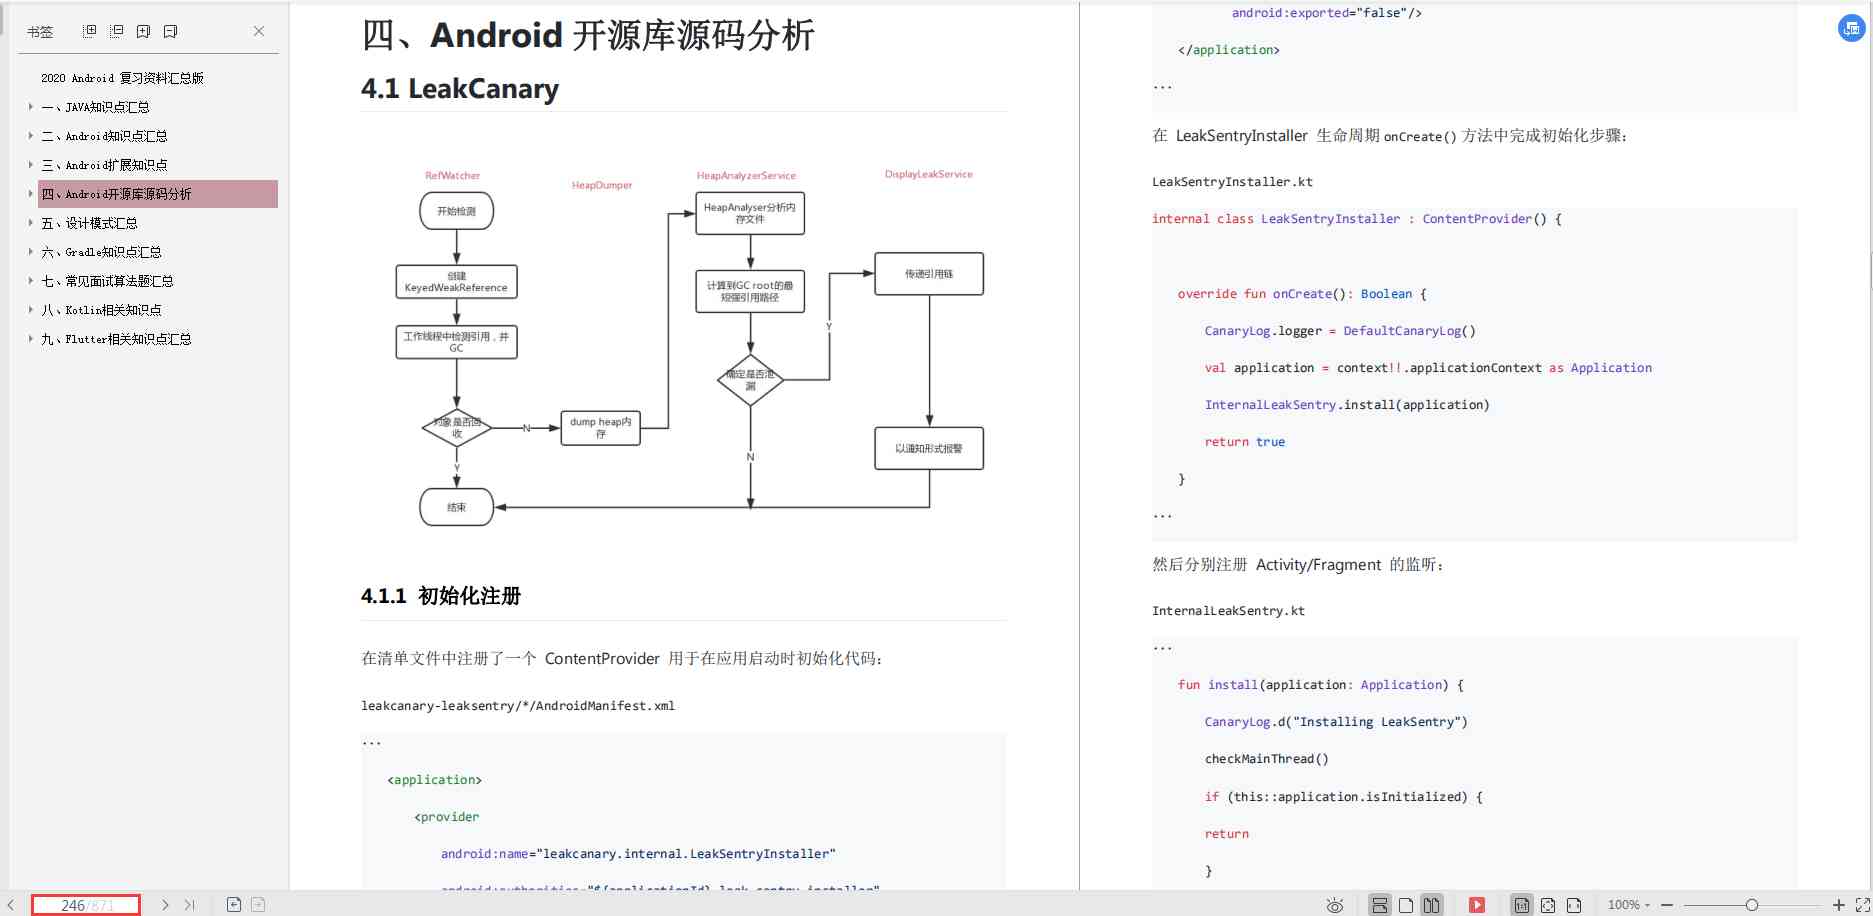 书签
2020 Android 复习资料汇总版
一、JAVA知识点汇总
二、Android知识点汇总
三、Android扩展知识点
四、Android开源库源码分析
五、设计模式汇总
六、Gradle知识点汇总
七、常见面试算法题汇总
八、Kotlin相关知识点
九、Flutter相关知识点汇总
四、Android 开源库源码分析
4.1 LeakCanary
RefWatcher
HeapDumper
HeapAnalyzerService
DisplayLeakService
开始检测
创建
KeyedWeakReference
工作线程中检测引用，并
GC
对象是否回
收
N
Y
结束
dump heap内
存
HeapAnalyser分析内
存文件
计算到GC root的最
短强引用路径
确定是否泄
漏
Y
N
传递引用链
以通知形式报警
4.1.1 初始化注册
在清单文件中注册了一个 ContentProvider 用于在应用启动时初始化代码：
leakcanary-leaksentry/*/AndroidManifest.xml
...
<application>
<provider
android:name="leakcanary.internal.LeakSentryInstaller"
android:authorities="${applicationId}.leak-sentry-installer"
android:exported="false"/>
</application>
...
在 LeakSentryInstaller 生命周期 onCreate() 方法中完成初始化步骤：
LeakSentryInstaller.kt
internal class LeakSentryInstaller : ContentProvider() {
override fun onCreate(): Boolean {
CanaryLog.logger = DefaultCanaryLog()
val application = context!!.applicationContext as Application
InternalLeakSentry.install(application)
return true
}
...
然后分别注册 Activity/Fragment 的监听：
InternalLeakSentry.kt
...
fun install(application: Application) {
CanaryLog.d("Installing LeakSentry")
checkMainThread()
if (this::application.isInitialized) {
return
}
246/871
100%